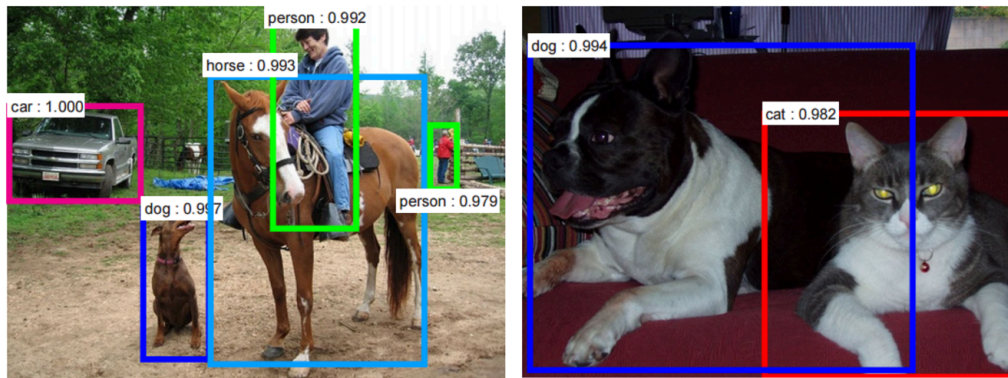 person : 0.992
horse : 0.993
car : 1.000
dog : 0.997
person : 0.979
dog : 0.994
cat : 0.982